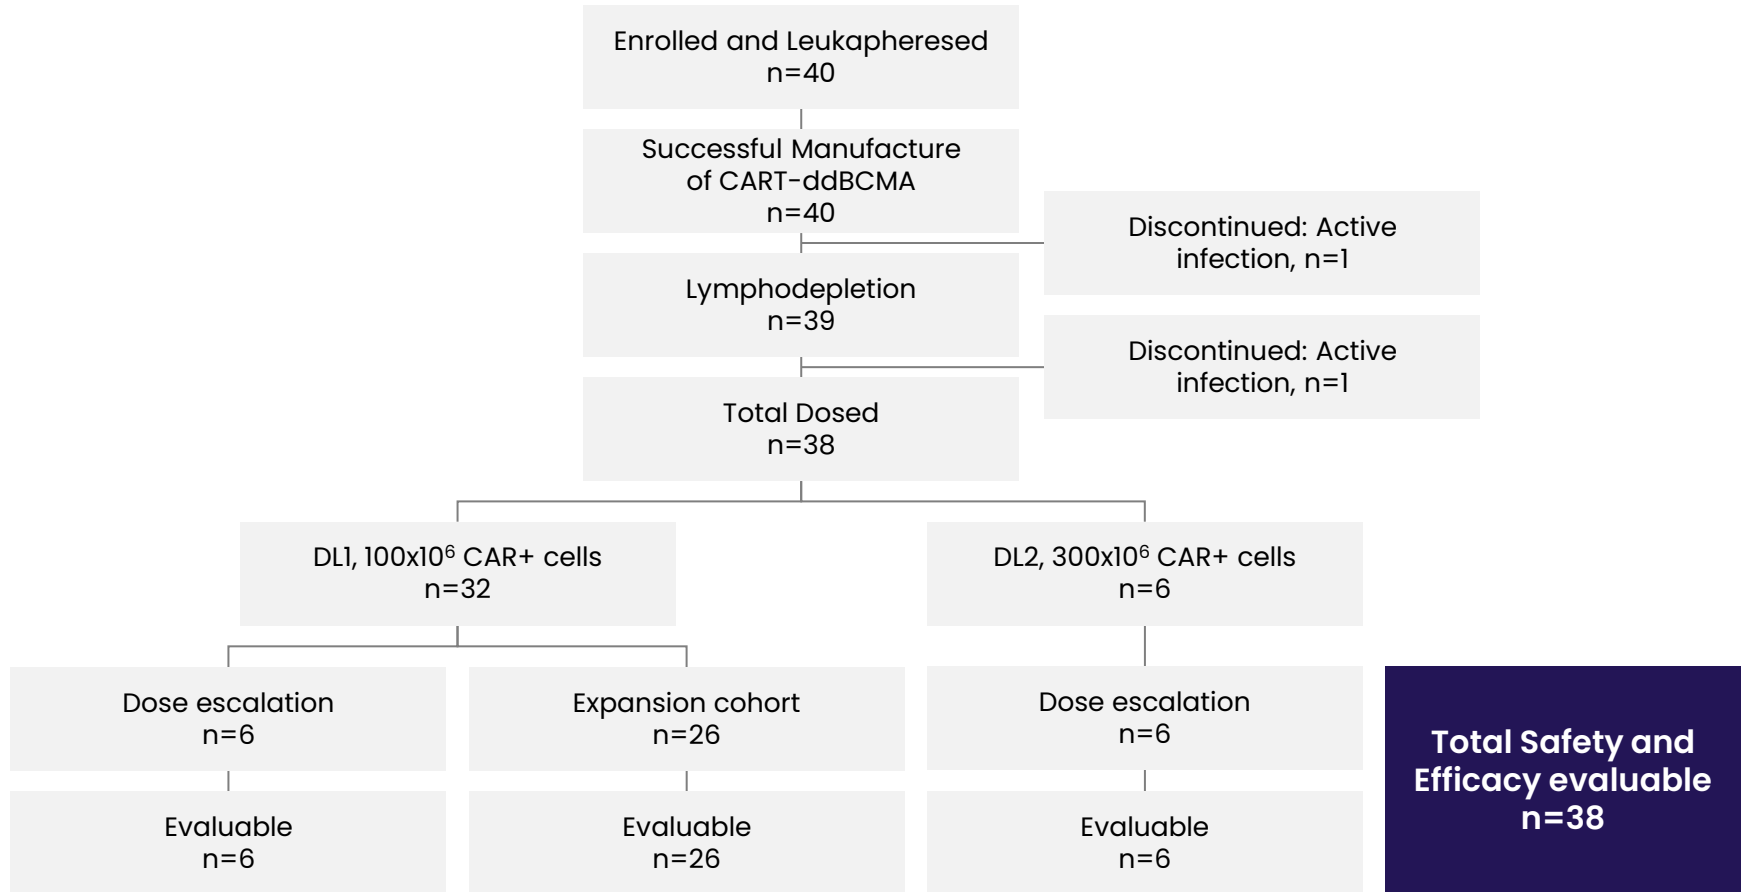 Enrolled and Leukapheresed
n=40
Successful Manufacture
of CART-ddBCMA
n=40
Discontinued: Active
infection, n=1
Lymphodepletion
n=39
Discontinued: Active
infection, n=1
Total Dosed
n=38
DL1, 100x10⁶ CAR+ cells
n=32
DL2, 300x10⁶ CAR+ cells
n=6
Dose escalation
n=6
Expansion cohort
n=26
Dose escalation
n=6
Evaluable
n=6
Evaluable
n=26
Evaluable
n=6
Total Safety and
Efficacy evaluable
n=38